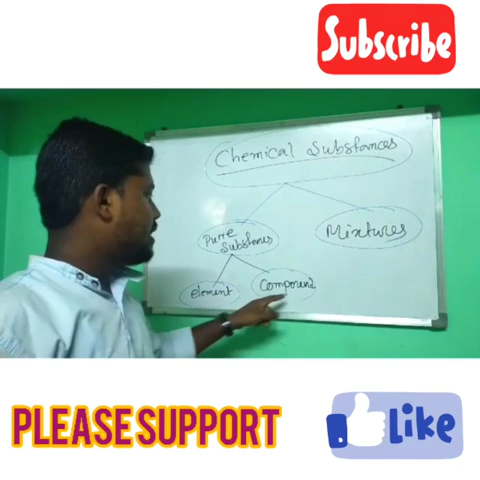 Subscribe
Chemical Substances
Pure
Substances
Mixtures
element
Compound
PLEASE SUPPORT
Like